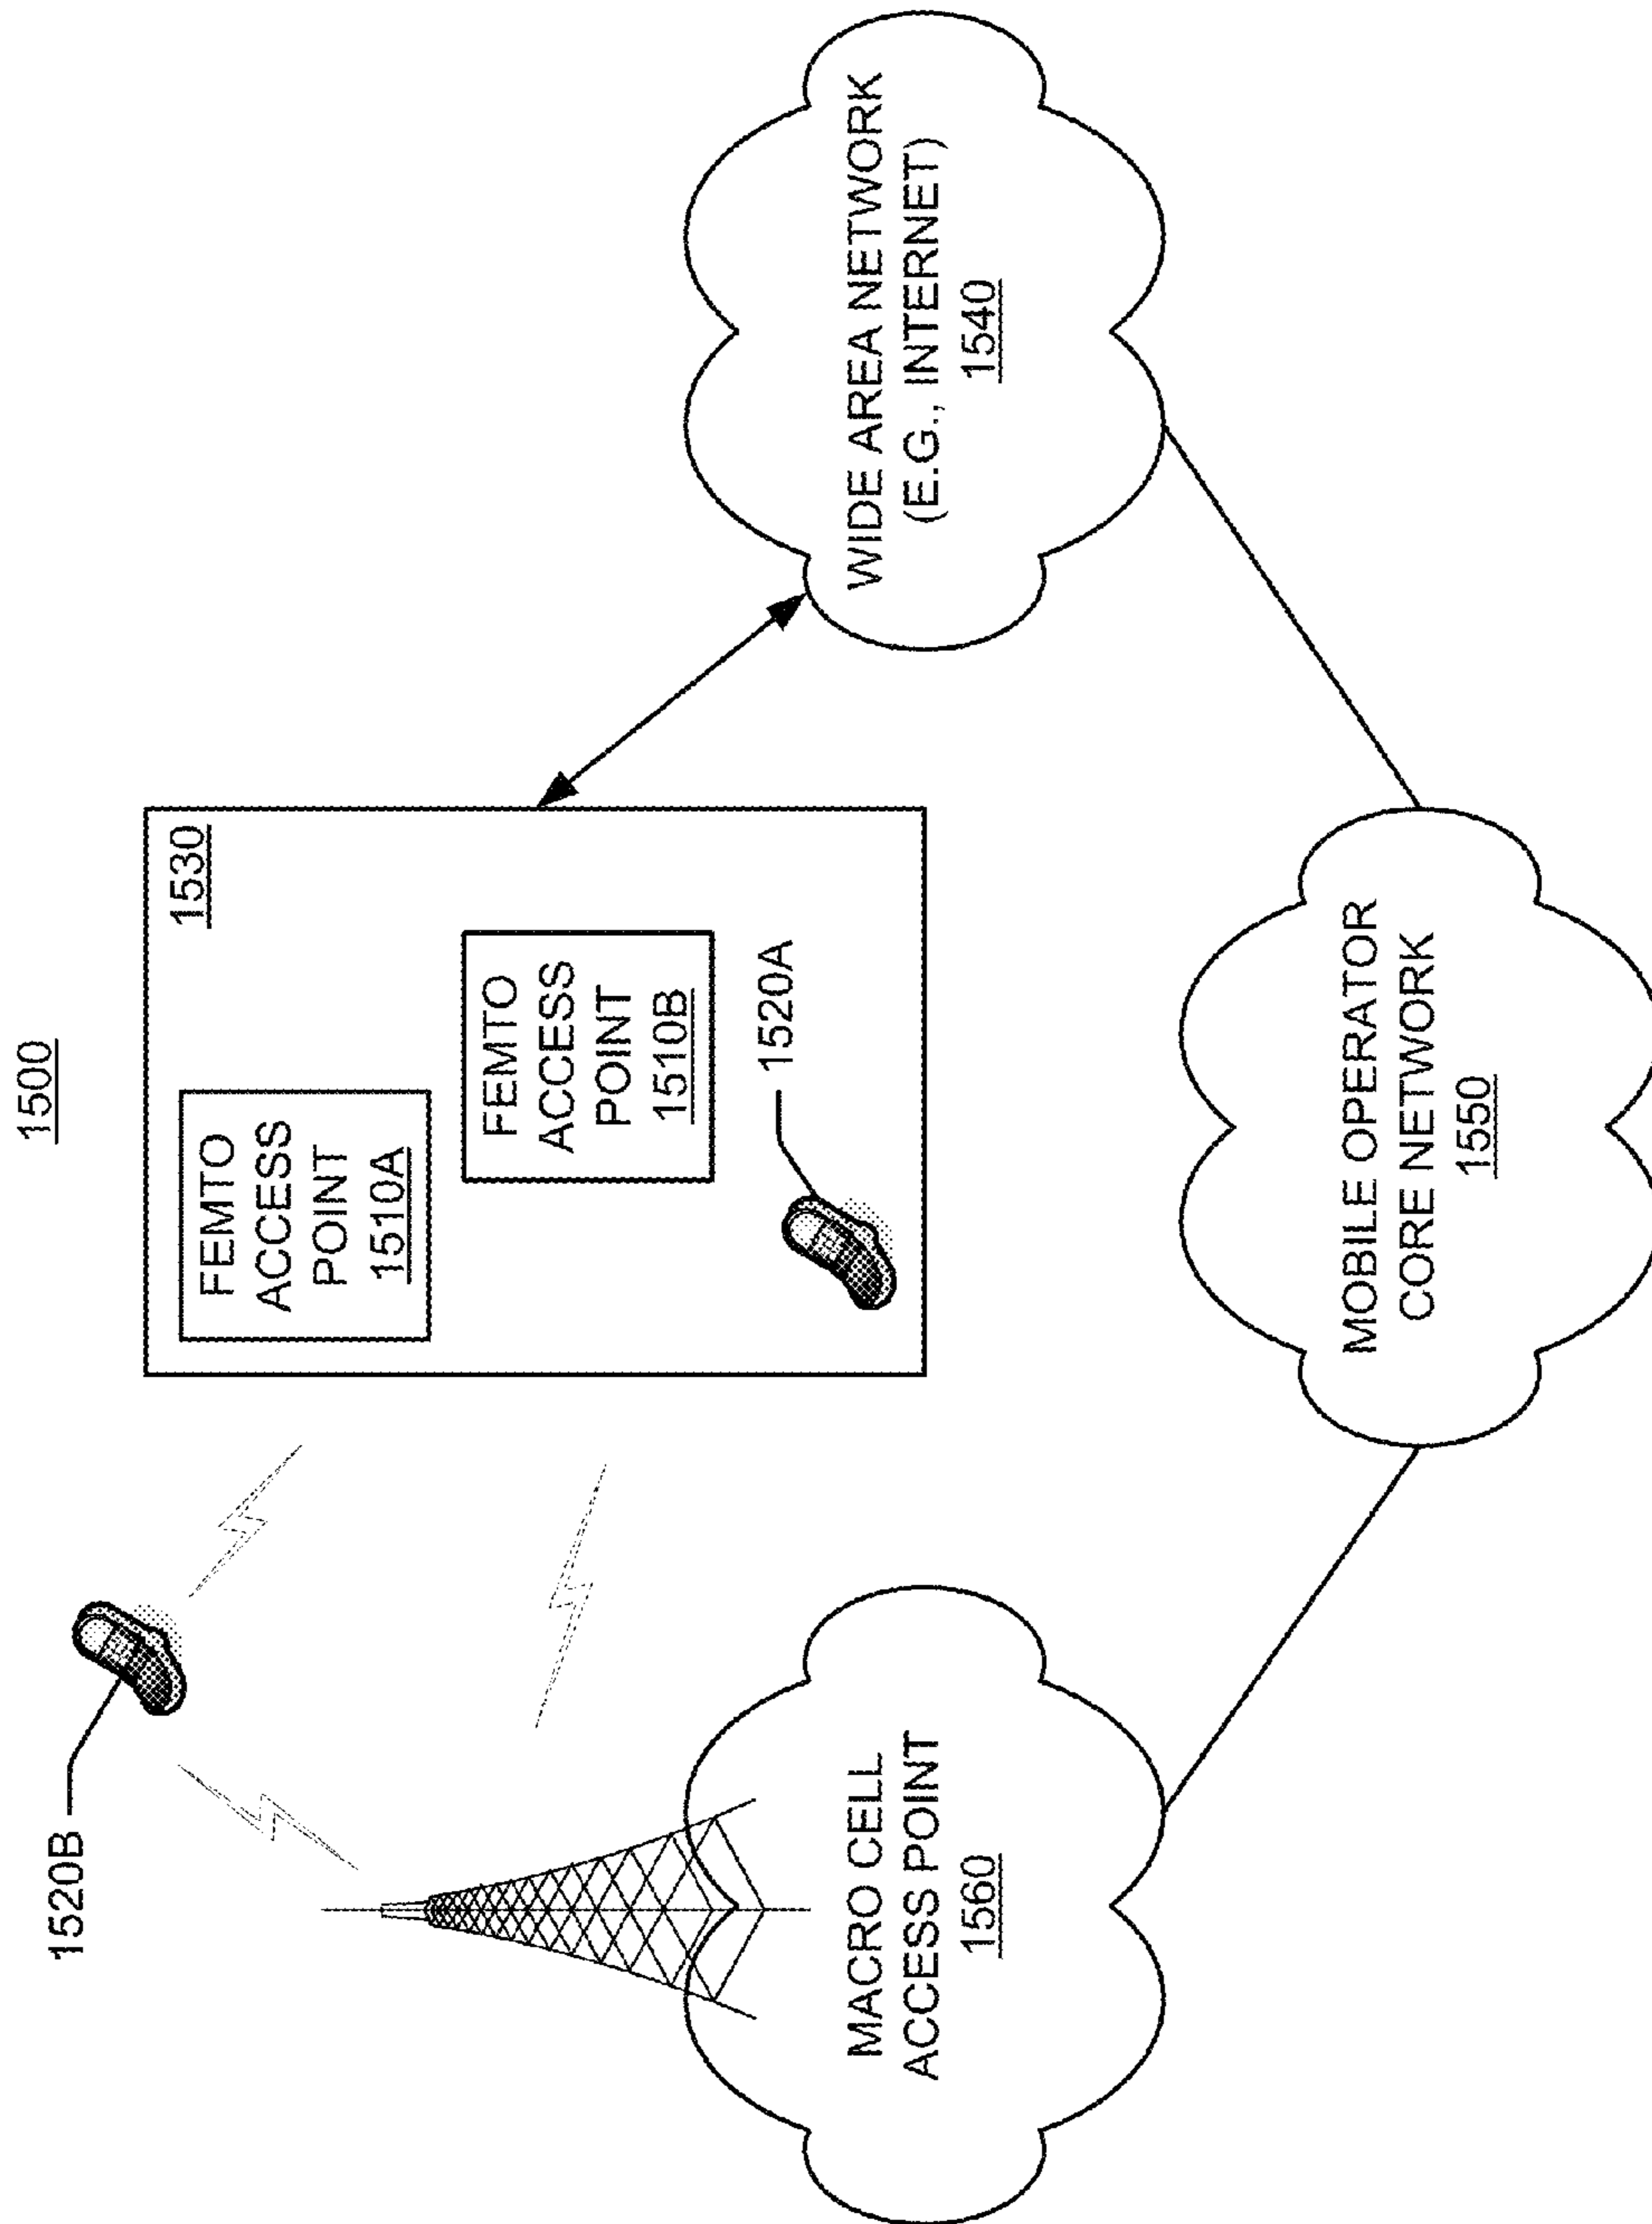 1500
1520B
FEMTO
ACCESS
POINT
1510A
1530
FEMTO
ACCESS
POINT
1510B
1520A
MACRO CELL
ACCESS POINT
1560
WIDE AREA NETWORK
(E.G., INTERNET)
1540
MOBILE OPERATOR
CORE NETWORK
1550